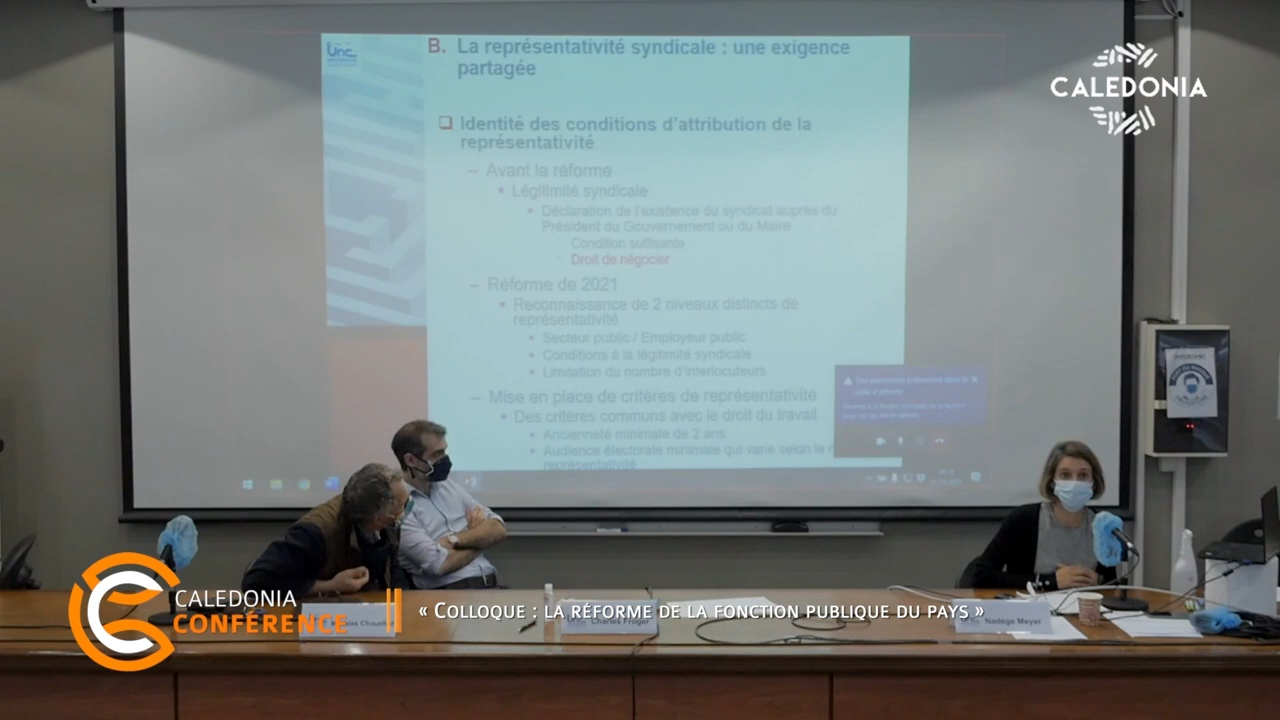 Unc
B. La représentativité syndicale : une exigence
partagée
❑ Identité des conditions d'attribution de la
représentativité
– Avant la réforme
• Légitimité syndicale
• Déclaration de l'existence du syndicat auprès du
Président du Gouvernement ou du Maire
Condition suffisante
Droit de négocier
– Réforme de 2021
• Reconnaissance de 2 niveaux distincts de
représentativité
• Secteur public / Employeur public
• Conditions à la légitimité syndicale
• Limitation du nombre d'interlocuteurs
– Mise en place de critères de représentativité
• Des critères communs avec le droit du travail
• Ancienneté minimale de 2 ans
• Audience électorale minimale qui varie selon le
représentativité
CALEDONIA
IMPORTANT
CALEDONIA
CONFÉRENCE
« Colloque : la réforme de la fonction publique du pays »
Charles Froger
Nadège Meyer